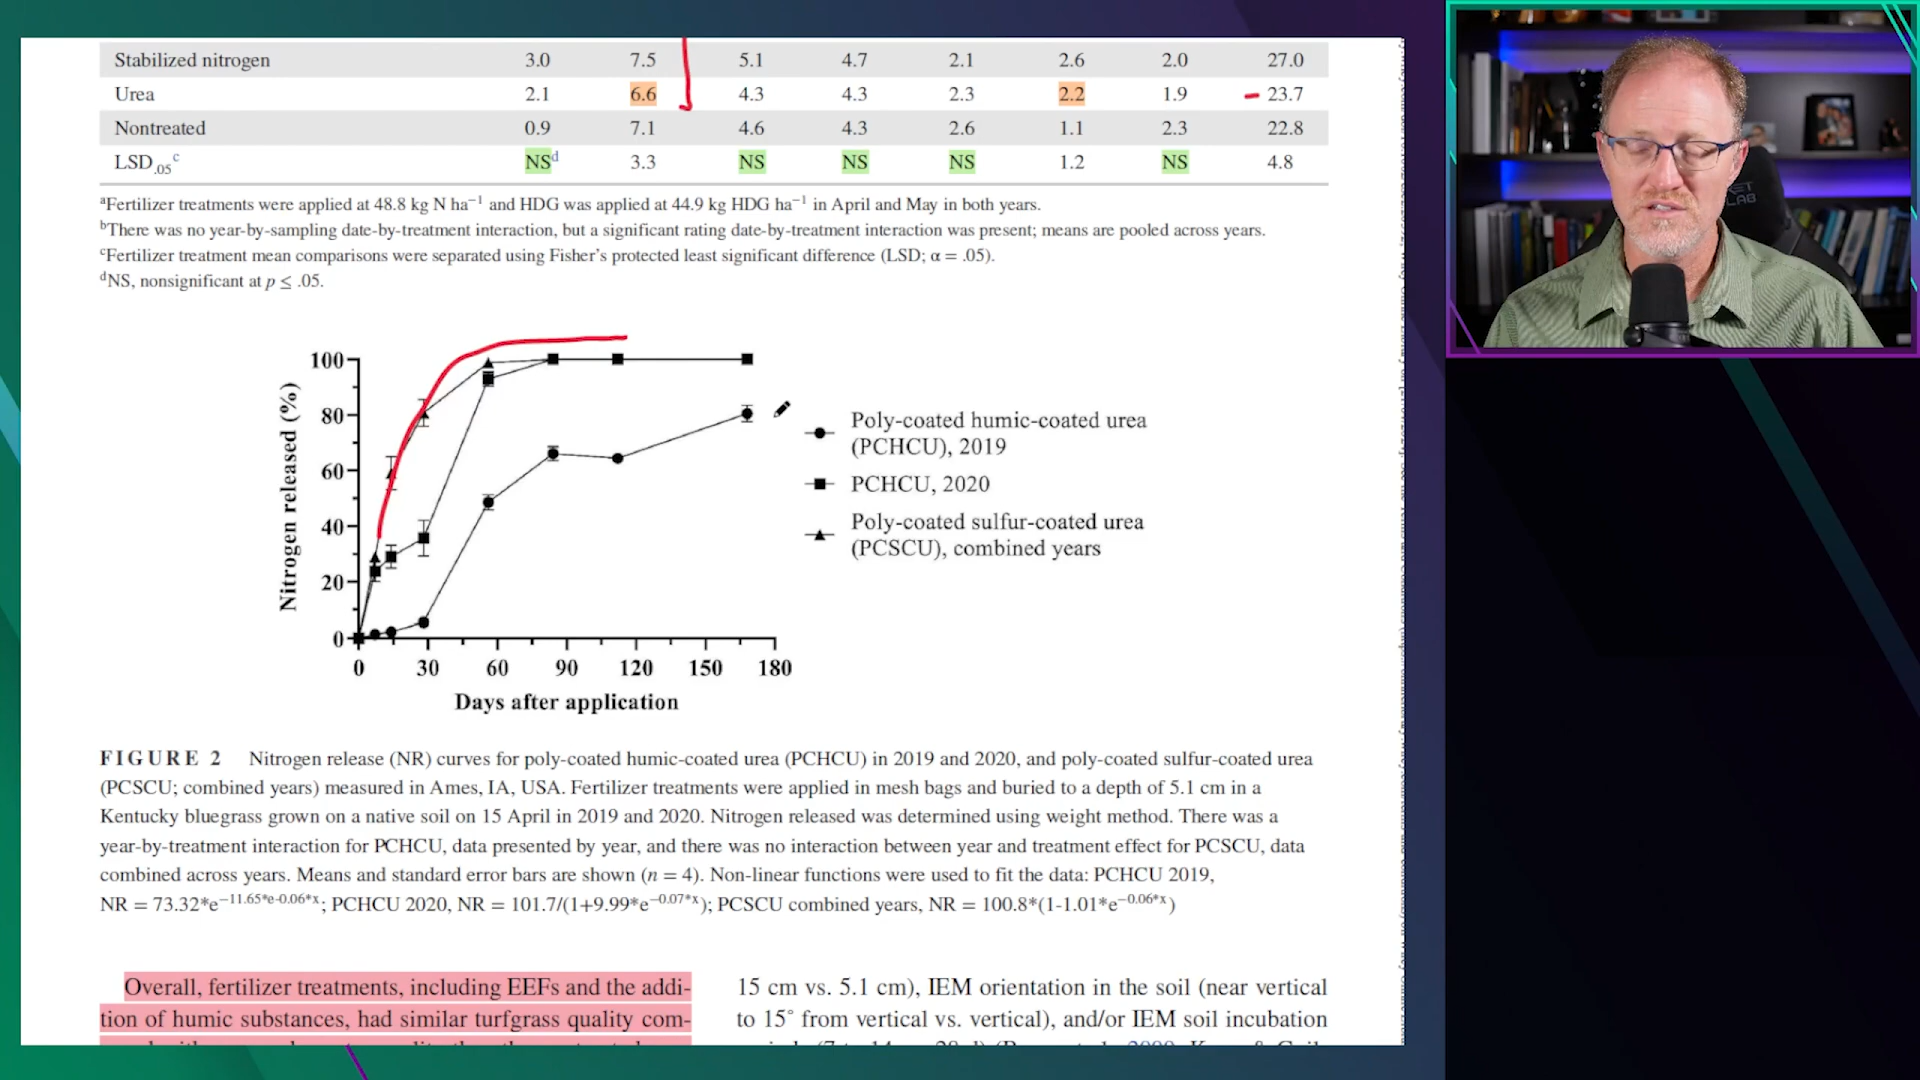 Stabilized nitrogen 3.0 7.5 5.1 4.7 2.1 2.6 2.0 27.0
Urea 2.1 6.6 4.3 4.3 2.3 2.2 1.9 23.7
Nontreated 0.9 7.1 4.6 4.3 2.6 1.1 2.3 22.8
LSD.05c NSd 3.3 NS NS NS 1.2 NS 4.8
aFertilizer treatments were applied at 48.8 kg N ha−1 and HDG was applied at 44.9 kg HDG ha−1 in April and May in both years.
bThere was no year-by-sampling date-by-treatment interaction, but a significant rating date-by-treatment interaction was present; means are pooled across years.
cFertilizer treatment mean comparisons were separated using Fisher's protected least significant difference (LSD; α = .05).
dNS, nonsignificant at p ≤ .05.
Nitrogen released (%)
100
80
60
40
20
0
0 30 60 90 120 150 180
Days after application
Poly-coated humic-coated urea
(PCHCU), 2019
PCHCU, 2020
Poly-coated sulfur-coated urea
(PCSCU), combined years
FIGURE 2 Nitrogen release (NR) curves for poly-coated humic-coated urea (PCHCU) in 2019 and 2020, and poly-coated sulfur-coated urea
(PCSCU; combined years) measured in Ames, IA, USA. Fertilizer treatments were applied in mesh bags and buried to a depth of 5.1 cm in a
Kentucky bluegrass grown on a native soil on 15 April in 2019 and 2020. Nitrogen released was determined using weight method. There was a
year-by-treatment interaction for PCHCU, data presented by year, and there was no interaction between year and treatment effect for PCSCU, data
combined across years. Means and standard error bars are shown (n = 4). Non-linear functions were used to fit the data: PCHCU 2019,
NR = 73.32*e−11.65*e-0.06*x; PCHCU 2020, NR = 101.7/(1+9.99*e−0.07*x); PCSCU combined years, NR = 100.8*(1-1.01*e−0.06*x)
Overall, fertilizer treatments, including EEFs and the addi-
tion of humic substances, had similar turfgrass quality com-
15 cm vs. 5.1 cm), IEM orientation in the soil (near vertical
to 15° from vertical vs. vertical), and/or IEM soil incubation